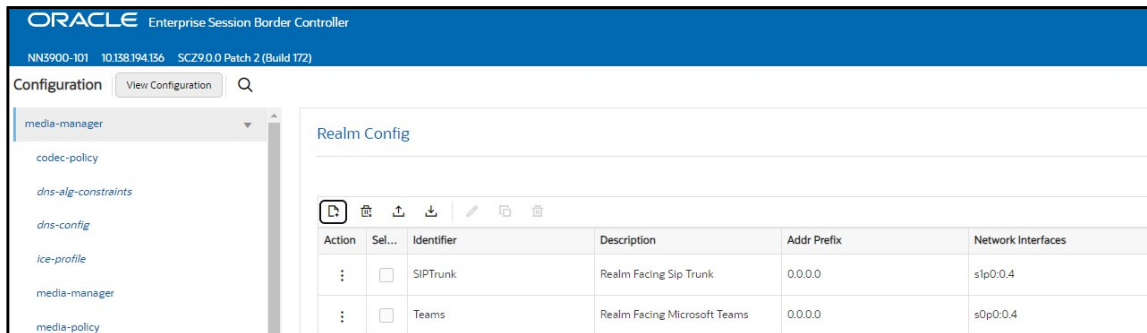 ORACLE Enterprise Session Border Controller
NN3900-101 10.138.194.136 SCZ9.0.0 Patch 2 (Build 172)
Configuration View Configuration
media-manager
codec-policy
dns-alg-constraints
dns-config
ice-profile
media-manager
media-policy
Realm Config
Action Sel... Identifier Description Addr Prefix Network Interfaces
SIPTrunk Realm Facing Sip Trunk 0.0.0.0 s1p0:0.4
Teams Realm Facing Microsoft Teams 0.0.0.0 s0p0:0.4